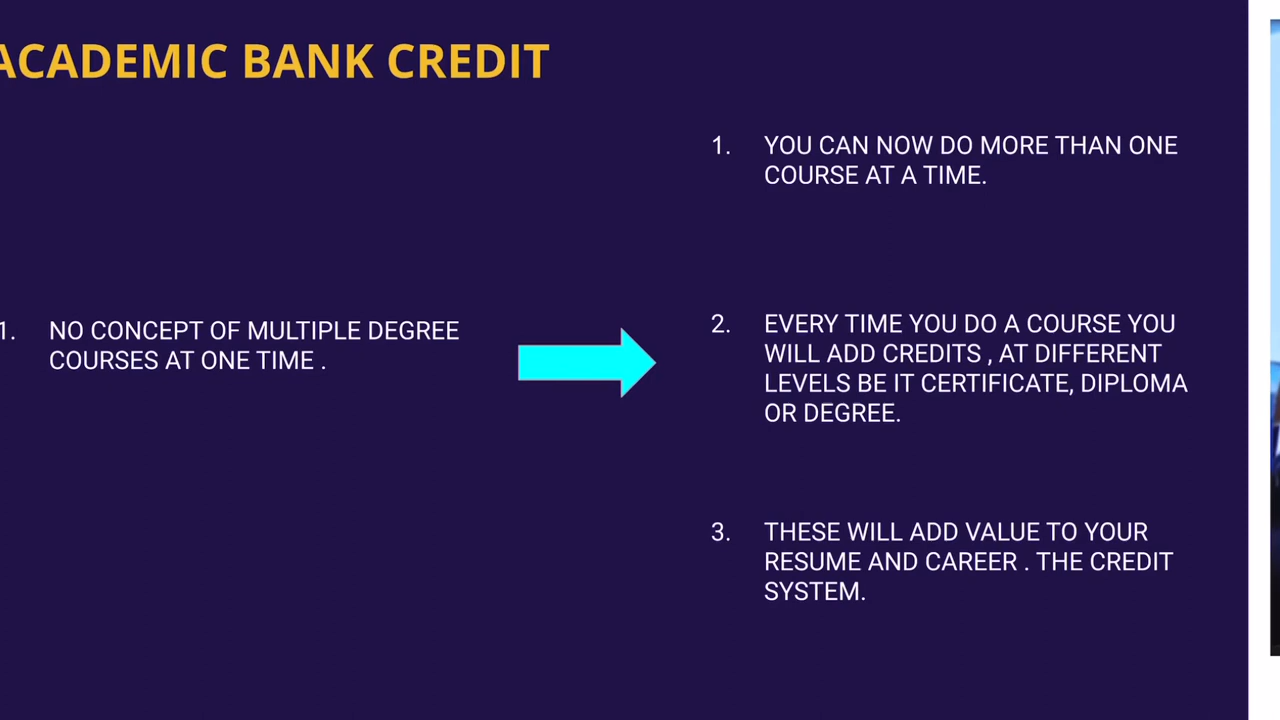 ACADEMIC BANK CREDIT
1. NO CONCEPT OF MULTIPLE DEGREE
COURSES AT ONE TIME .
1. YOU CAN NOW DO MORE THAN ONE
COURSE AT A TIME.
2. EVERY TIME YOU DO A COURSE YOU
WILL ADD CREDITS , AT DIFFERENT
LEVELS BE IT CERTIFICATE, DIPLOMA
OR DEGREE.
3. THESE WILL ADD VALUE TO YOUR
RESUME AND CAREER . THE CREDIT
SYSTEM.